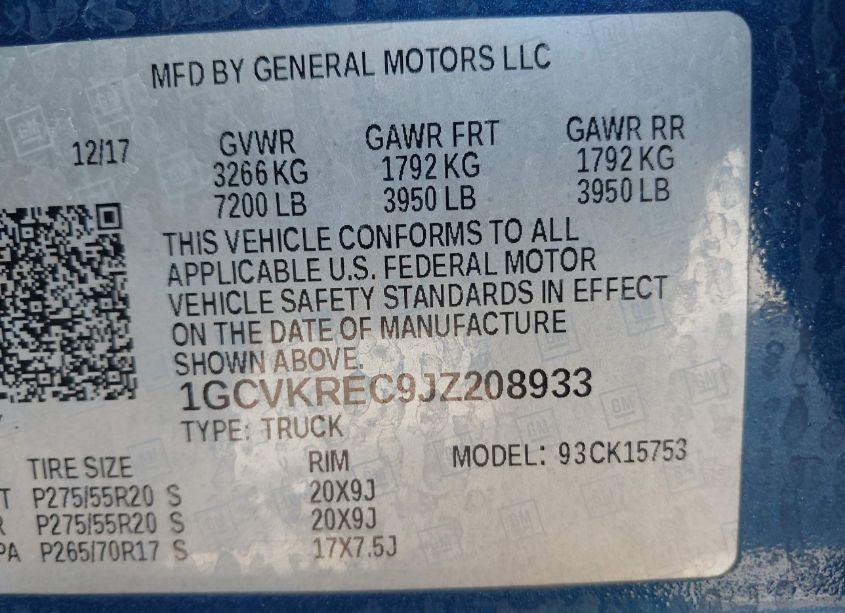 MFD BY GENERAL MOTORS LLC
12/17 GVWR GAWR FRT GAWR RR
3266 KG 1792 KG 1792 KG
7200 LB 3950 LB 3950 LB
THIS VEHICLE CONFORMS TO ALL
APPLICABLE U.S. FEDERAL MOTOR
VEHICLE SAFETY STANDARDS IN EFFECT
ON THE DATE OF MANUFACTURE
SHOWN ABOVE.
1GCVKREC9JZ208933
TYPE: TRUCK
MODEL: 93CK15753
TIRE SIZE RIM
T P275/55R20 S 20X9J
R P275/55R20 S 20X9J
PA P265/70R17 S 17X7.5J